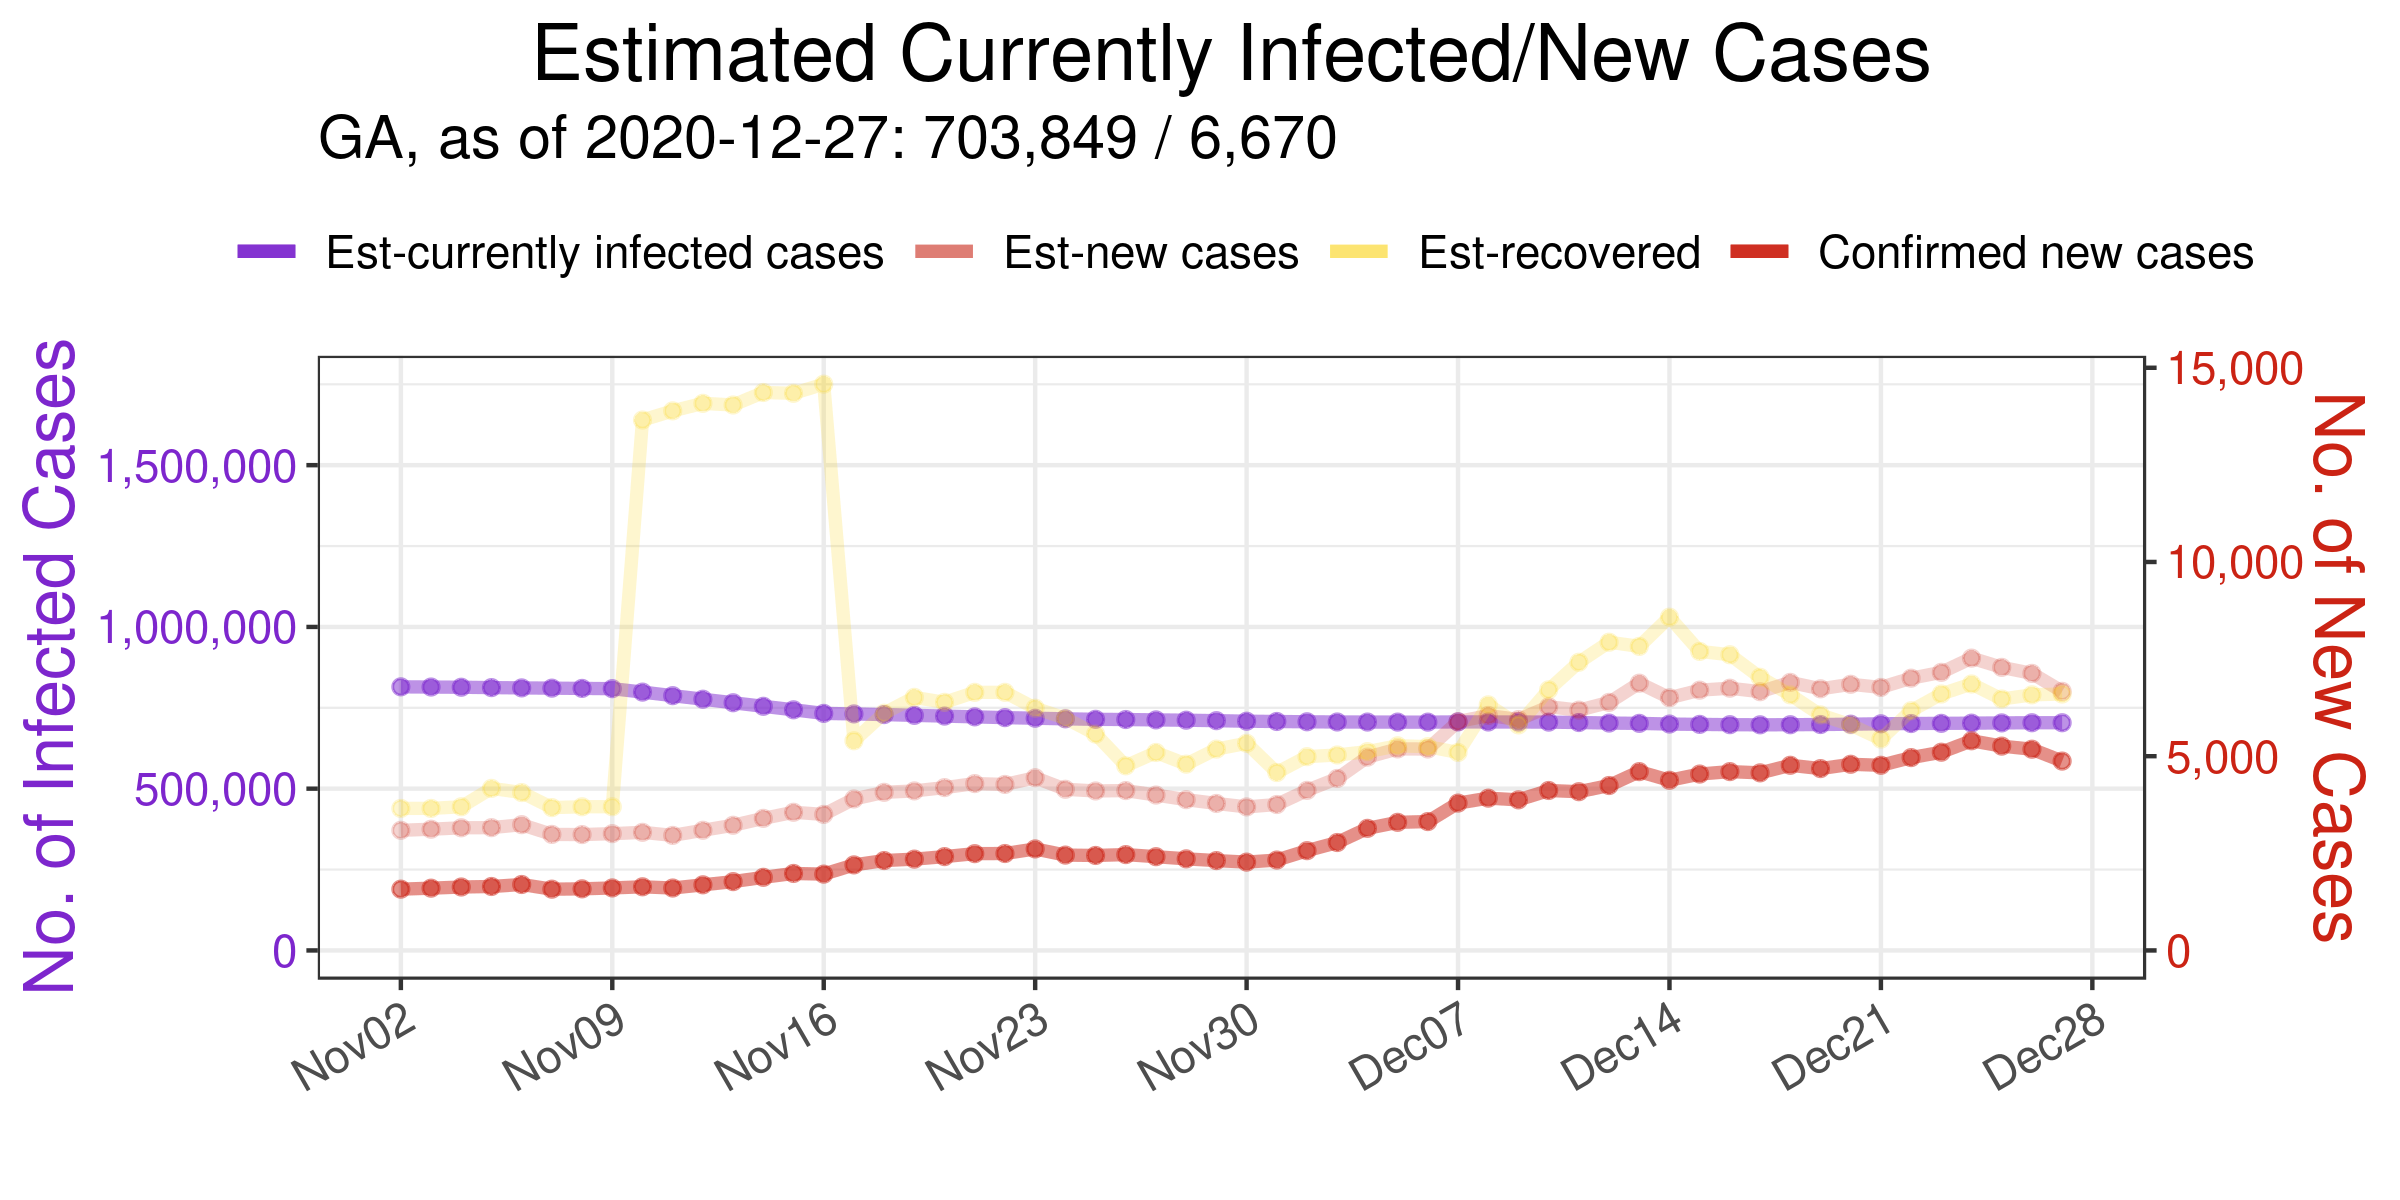 Estimated Currently Infected/New Cases
GA, as of 2020-12-27: 703,849 / 6,670
Est-currently infected cases Est-new cases Est-recovered Confirmed new cases
No. of Infected Cases
1,500,000
1,000,000
500,000
0
15,000
10,000
5,000
0
No. of New Cases
Nov02 Nov09 Nov16 Nov23 Nov30 Dec07 Dec14 Dec21 Dec28